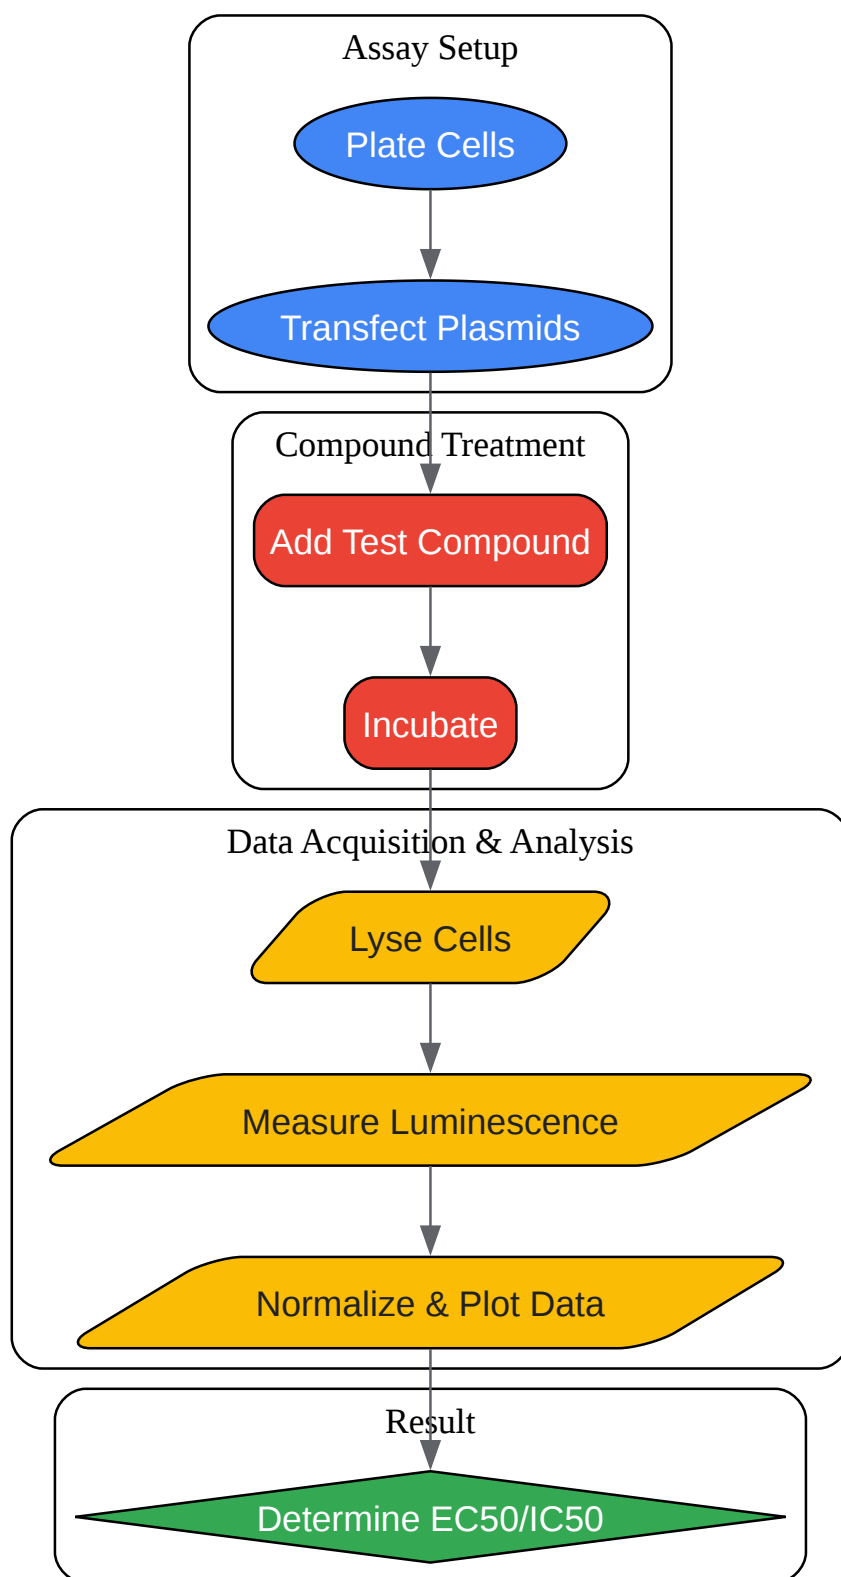 Assay Setup
Plate Cells
Transfect Plasmids
Compound Treatment
Add Test Compound
Incubate
Data Acquisition & Analysis
Lyse Cells
Measure Luminescence
Normalize & Plot Data
Result
Determine EC50/IC50